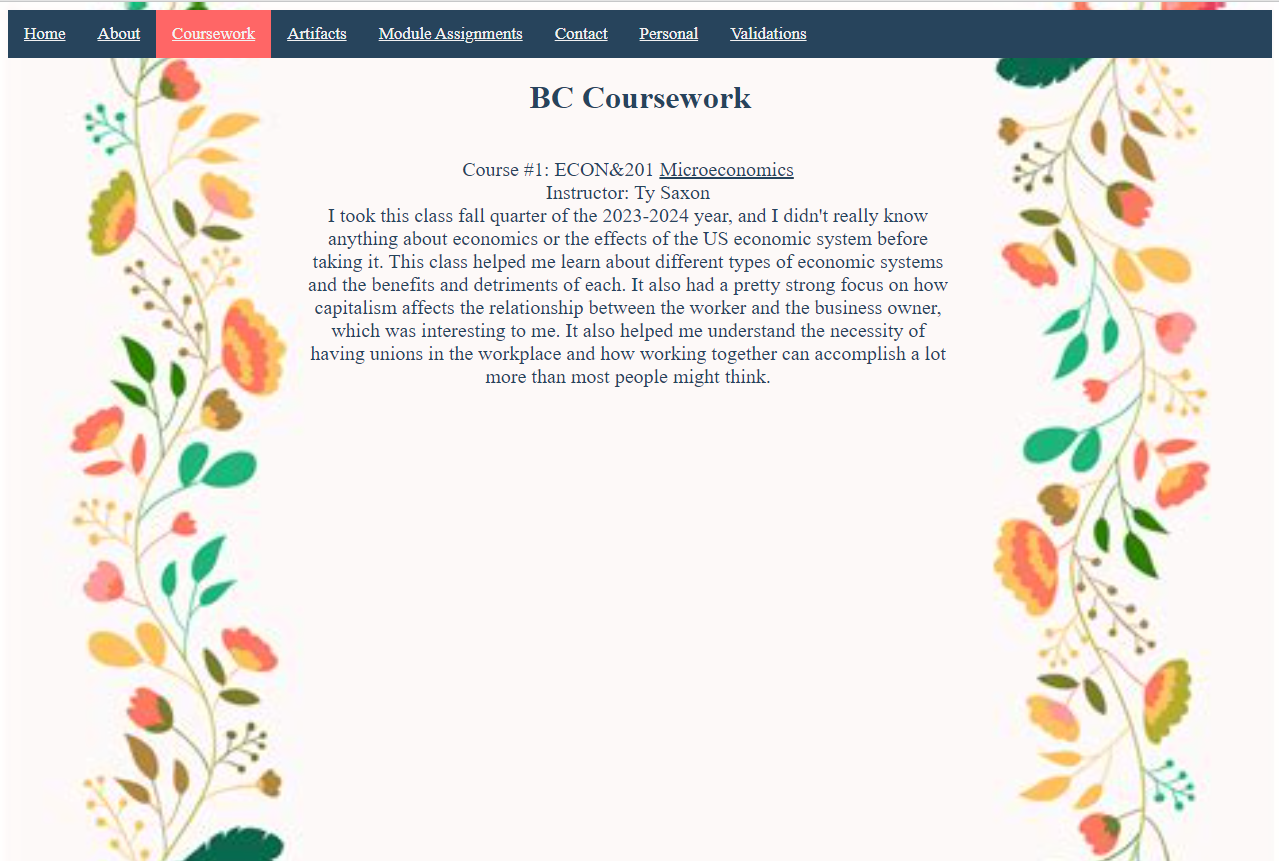 Home About Coursework Artifacts Module Assignments Contact Personal Validations
BC Coursework
Course #1: ECON&201 Microeconomics
Instructor: Ty Saxon
I took this class fall quarter of the 2023-2024 year, and I didn't really know
anything about economics or the effects of the US economic system before
taking it. This class helped me learn about different types of economic systems
and the benefits and detriments of each. It also had a pretty strong focus on how
capitalism affects the relationship between the worker and the business owner,
which was interesting to me. It also helped me understand the necessity of
having unions in the workplace and how working together can accomplish a lot
more than most people might think.